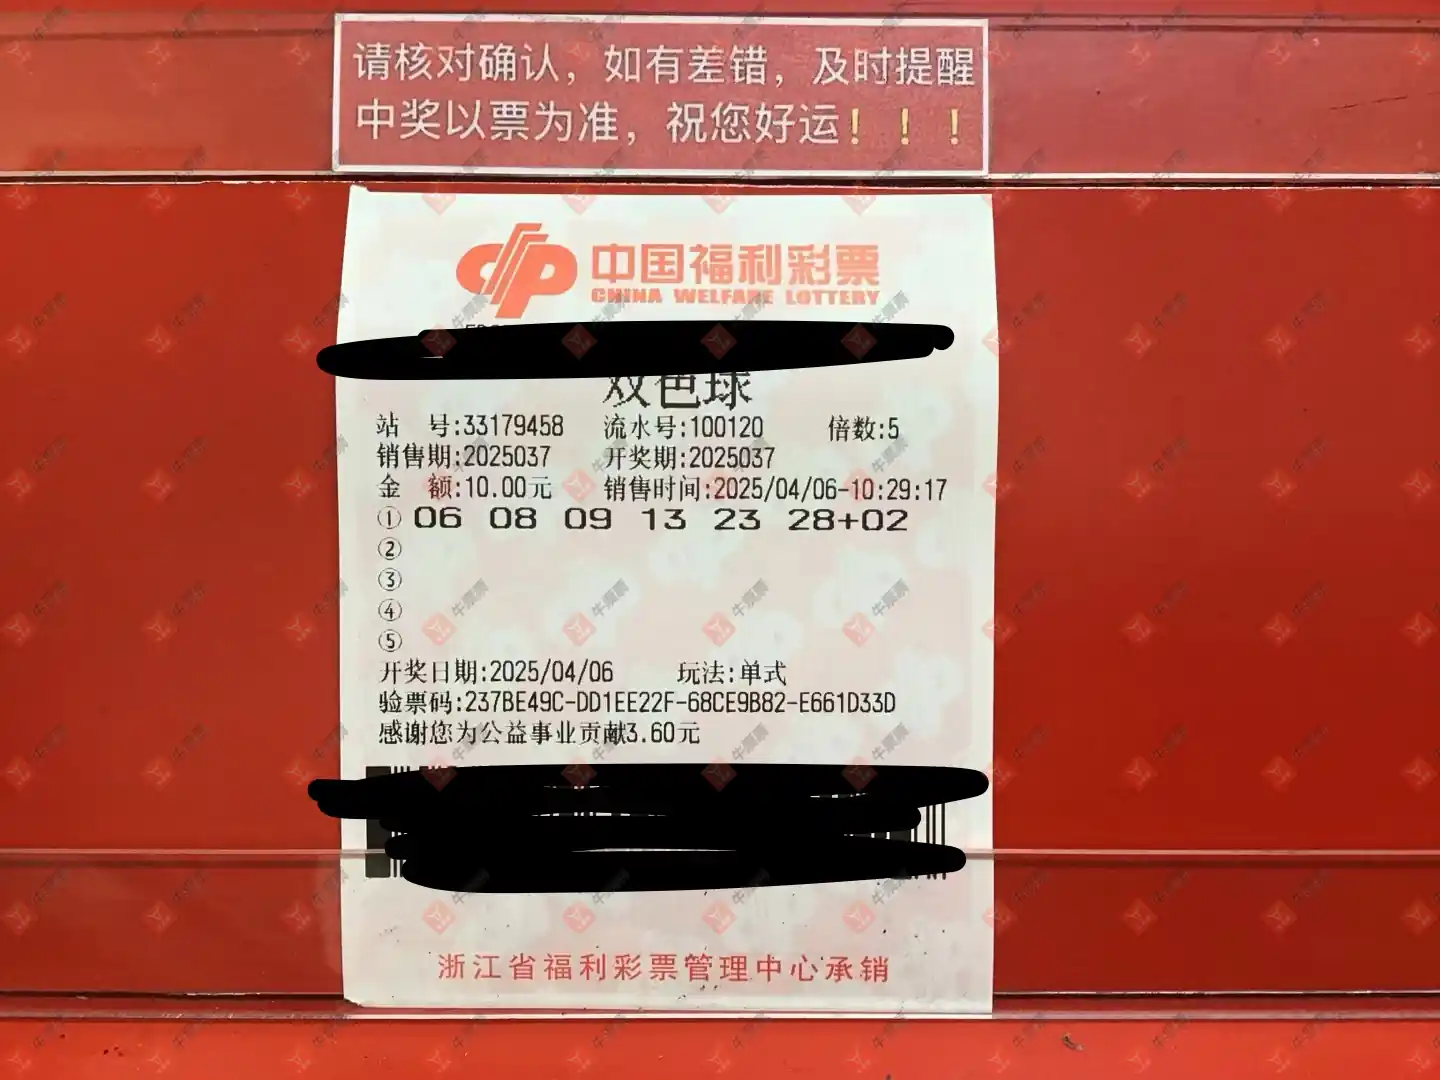 请核对确认，如有差错，及时提醒
中奖以票为准，祝您好运！！！
中国福利彩票
CHINA WELFARE LOTTERY
双色球
站 号:33179458 流水号:100120 倍数:5
销售期:2025037 开奖期:2025037
金 额:10.00元 销售时间:2025/04/06-10:29:17
① 06 08 09 13 23 28+02
②
③
④
⑤
开奖日期:2025/04/06 玩法:单式
验票码:237BE49C-DD1EE22F-68CE9B82-E661D33D
感谢您为公益事业贡献3.60元
浙江省福利彩票管理中心承销
牛票票